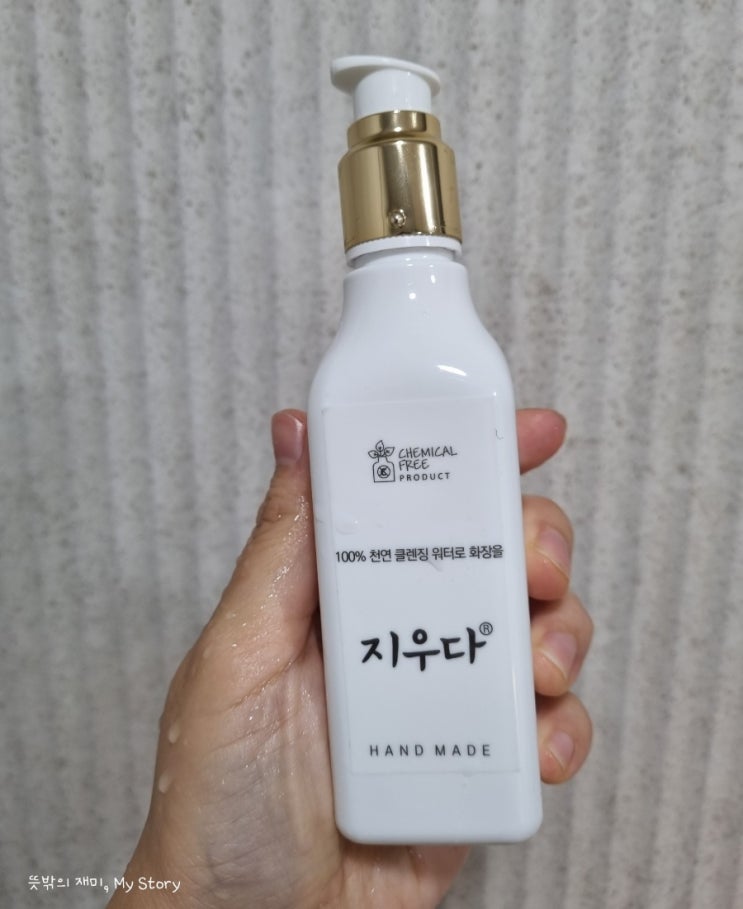 CHEMICAL
FREE
PRODUCT
100% 천연 클렌징 워터로 화장을
지우다®
HAND MADE
뜻밖의 재미, My Story